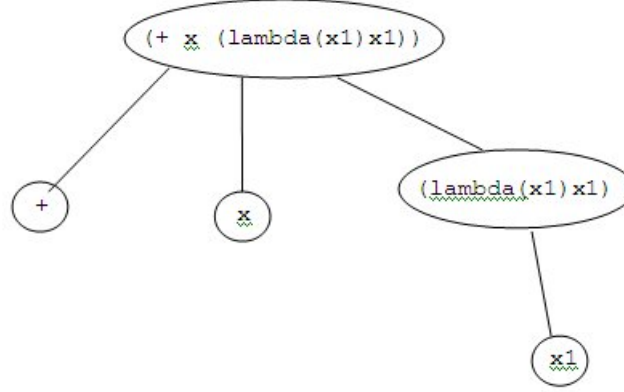 (+ x (lambda(x1)x1))
+
x
(lambda(x1)x1)
x1